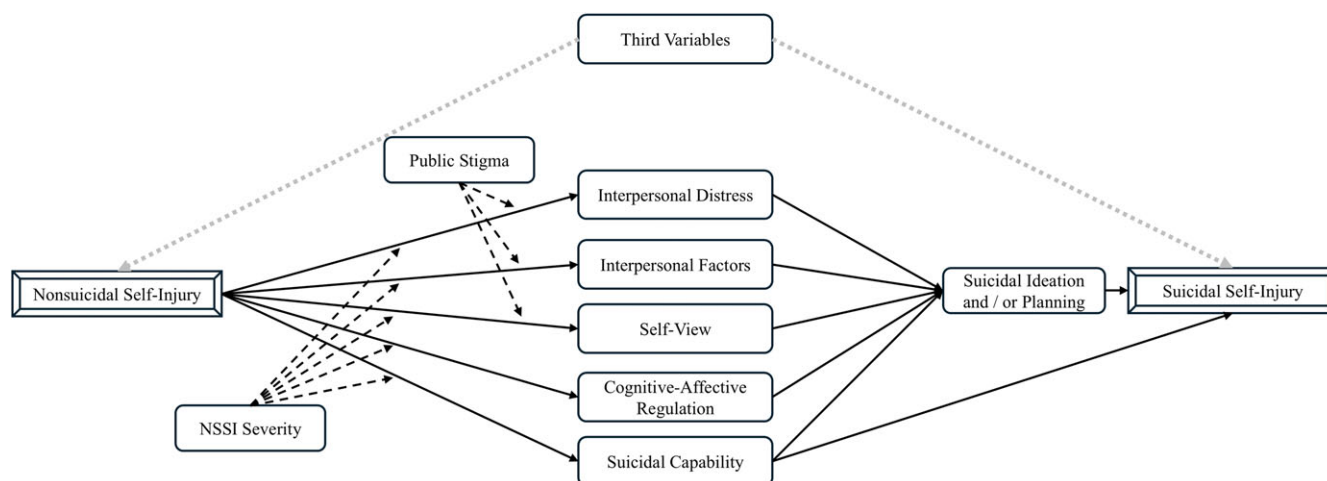 Third Variables
Public Stigma
Interpersonal Distress
Interpersonal Factors
Nonsuicidal Self-Injury
Suicidal Ideation
and / or Planning
Suicidal Self-Injury
Self-View
Cognitive-Affective
Regulation
NSSI Severity
Suicidal Capability